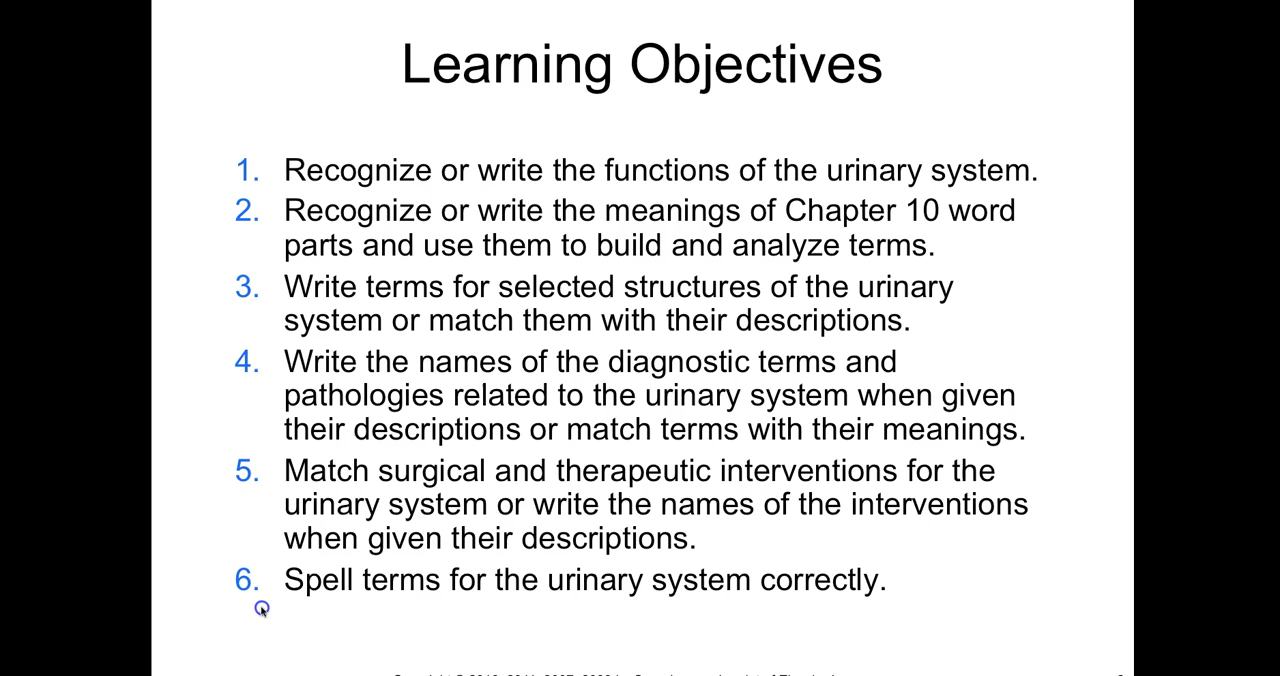 Learning Objectives
1. Recognize or write the functions of the urinary system.
2. Recognize or write the meanings of Chapter 10 word
parts and use them to build and analyze terms.
3. Write terms for selected structures of the urinary
system or match them with their descriptions.
4. Write the names of the diagnostic terms and
pathologies related to the urinary system when given
their descriptions or match terms with their meanings.
5. Match surgical and therapeutic interventions for the
urinary system or write the names of the interventions
when given their descriptions.
6. Spell terms for the urinary system correctly.